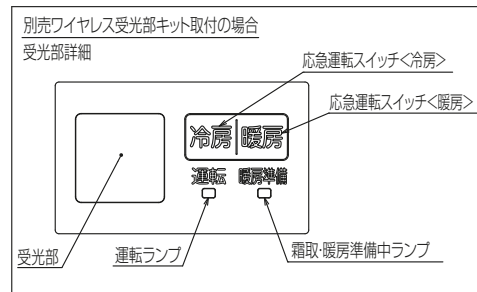 別売ワイヤレス受光部キット取付の場合
受光部詳細
応急運転スイッチ<冷房>
応急運転スイッチ<暖房>
冷房 暖房
運転 暖房準備
受光部
運転ランプ
霜取・暖房準備中ランプ